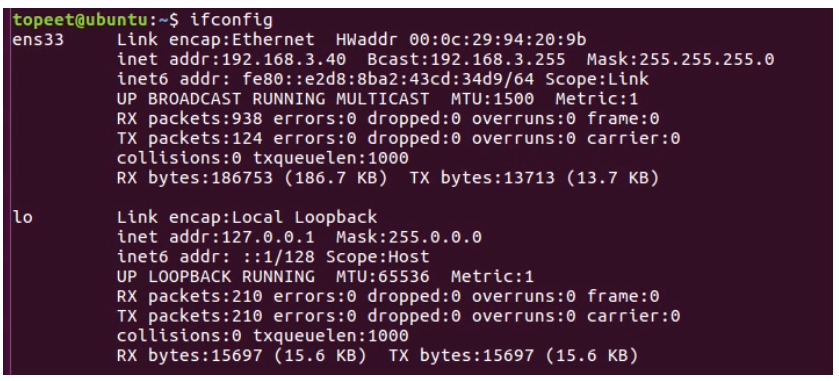 topeet@ubuntu:~$ ifconfig
ens33     Link encap:Ethernet  HWaddr 00:0c:29:94:20:9b
          inet addr:192.168.3.40  Bcast:192.168.3.255  Mask:255.255.255.0
          inet6 addr: fe80::e2d8:8ba2:43cd:34d9/64 Scope:Link
          UP BROADCAST RUNNING MULTICAST  MTU:1500  Metric:1
          RX packets:938 errors:0 dropped:0 overruns:0 frame:0
          TX packets:124 errors:0 dropped:0 overruns:0 carrier:0
          collisions:0 txqueuelen:1000
          RX bytes:186753 (186.7 KB)  TX bytes:13713 (13.7 KB)

lo        Link encap:Local Loopback
          inet addr:127.0.0.1  Mask:255.0.0.0
          inet6 addr: ::1/128 Scope:Host
          UP LOOPBACK RUNNING  MTU:65536  Metric:1
          RX packets:210 errors:0 dropped:0 overruns:0 frame:0
          TX packets:210 errors:0 dropped:0 overruns:0 carrier:0
          collisions:0 txqueuelen:1000
          RX bytes:15697 (15.6 KB)  TX bytes:15697 (15.6 KB)